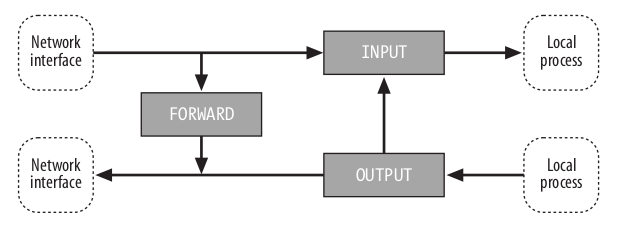 Network
interface
INPUT
Local
process
FORWARD
Network
interface
OUTPUT
Local
process